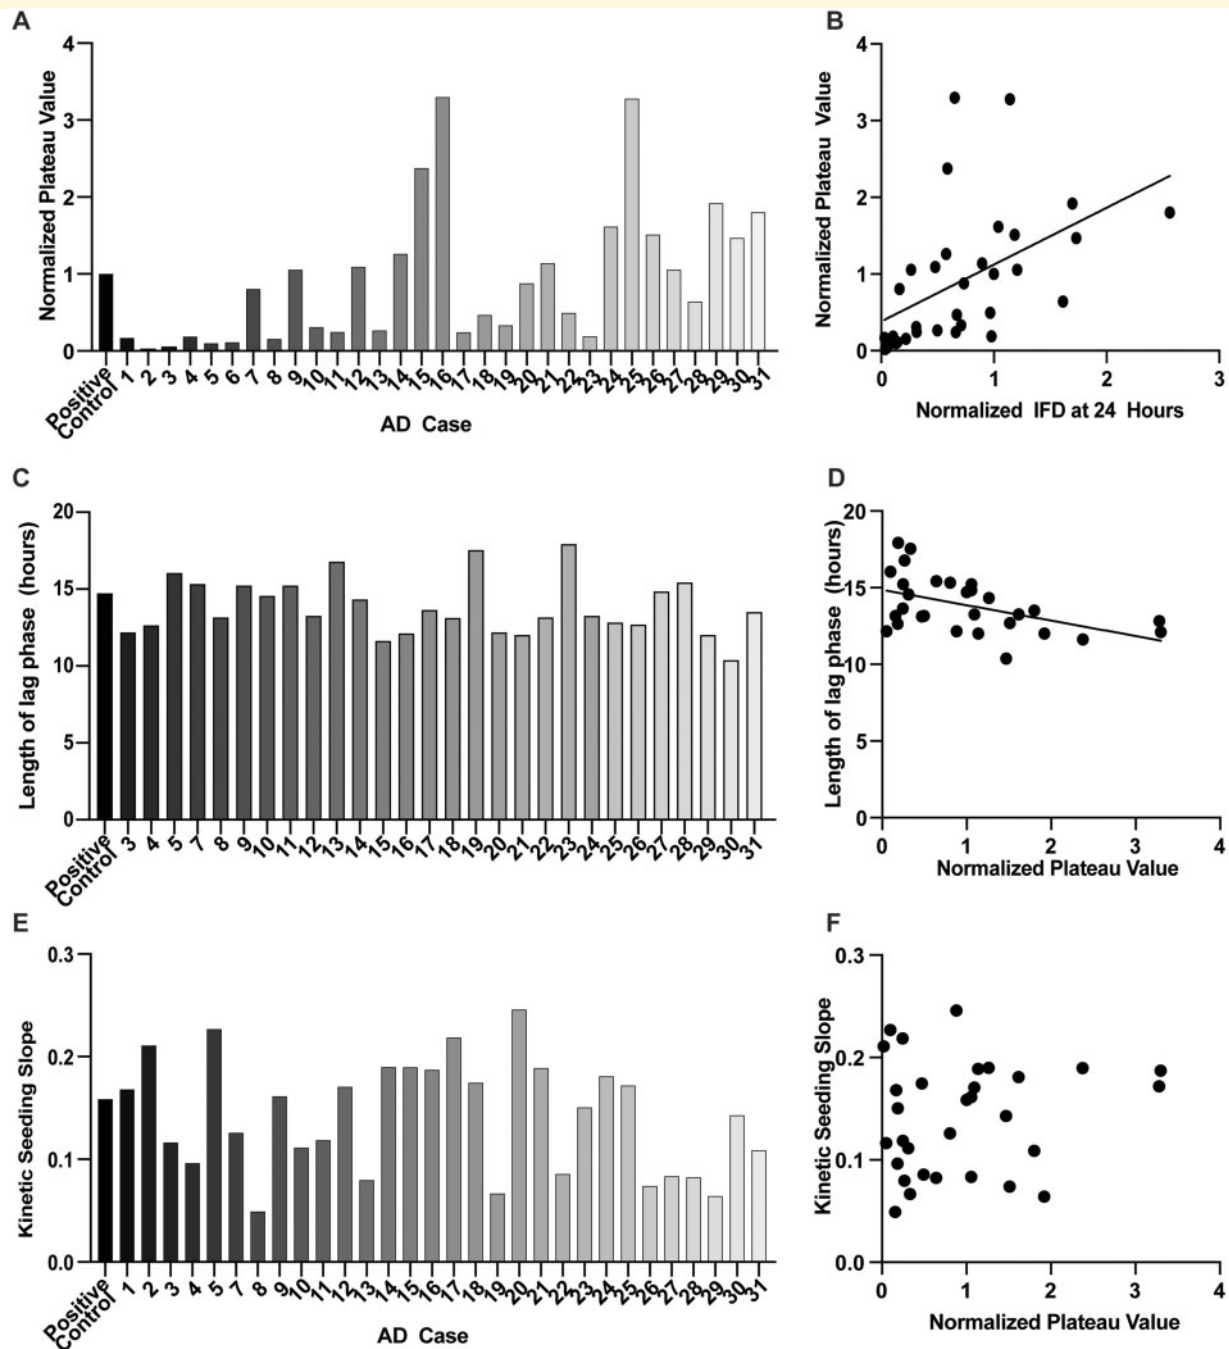 A
Normalized Plateau Value
4
3
2
1
0
Positive Control 1 2 3 4 5 6 7 8 9 10 11 12 13 14 15 16 17 18 19 20 21 22 23 24 25 26 27 28 29 30 31
AD Case
B
Normalized Plateau Value
4
3
2
1
0
0 1 2 3
Normalized IFD at 24 Hours
C
Length of lag phase (hours)
20
15
10
5
0
Positive Control 3 4 5 7 8 9 10 11 12 13 14 15 16 17 18 19 20 21 22 23 24 25 26 27 28 29 30 31
D
Length of lag phase (hours)
20
15
10
5
0
0 1 2 3 4
Normalized Plateau Value
E
Kinetic Seeding Slope
0.3
0.2
0.1
0.0
Positive Control 1 2 3 4 5 7 8 9 10 11 12 13 14 15 16 17 18 19 20 21 22 23 24 25 26 27 28 29 30 31
AD Case
F
Kinetic Seeding Slope
0.3
0.2
0.1
0.0
0 1 2 3 4
Normalized Plateau Value